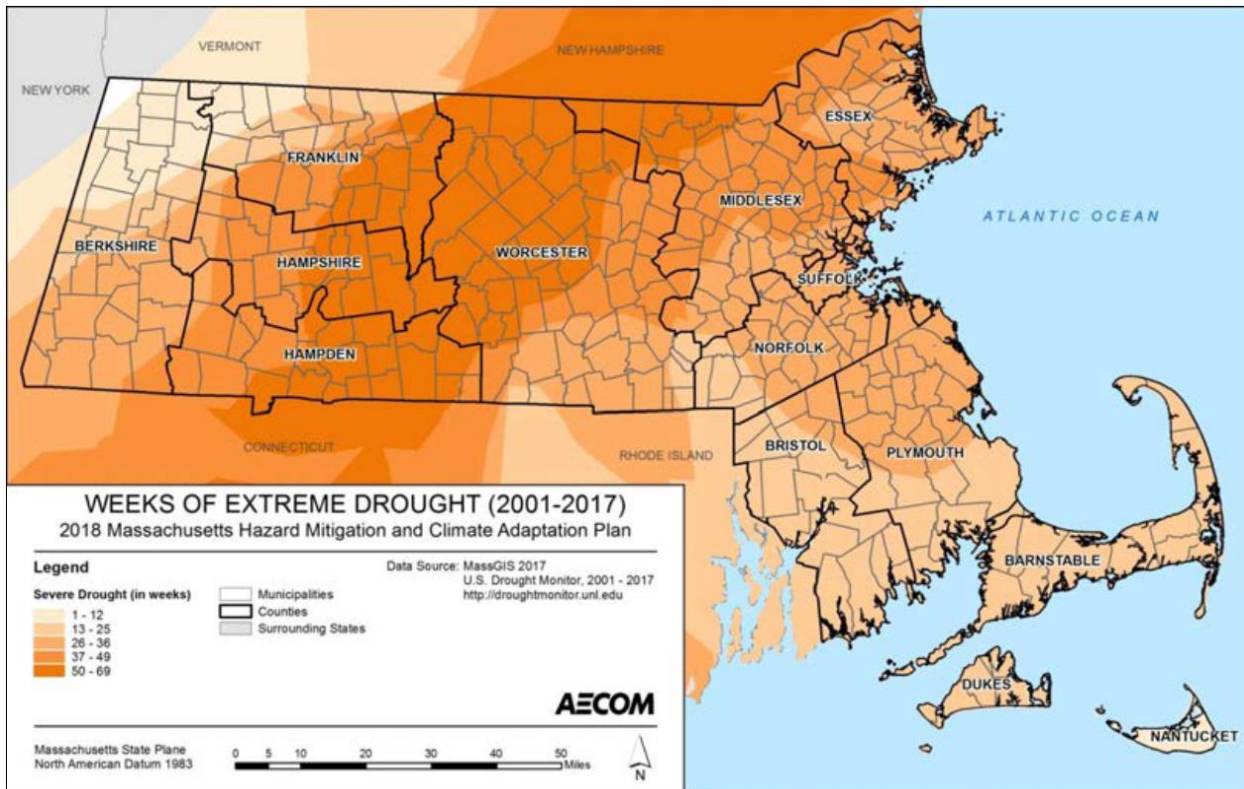 VERMONT
NEW HAMPSHIRE
NEW YORK
ESSEX
FRANKLIN
MIDDLESEX
ATLANTIC OCEAN
BERKSHIRE
HAMPSHIRE
WORCESTER
SUFFOLK
HAMPDEN
NORFOLK
CONNECTICUT
RHODE ISLAND
BRISTOL
PLYMOUTH
BARNSTABLE
DUKES
NANTUCKET
WEEKS OF EXTREME DROUGHT (2001-2017)
2018 Massachusetts Hazard Mitigation and Climate Adaptation Plan
Legend
Severe Drought (in weeks)
1 - 12
13 - 25
26 - 36
37 - 49
50 - 69
Municipalities
Counties
Surrounding States
Data Source: MassGIS 2017
U.S. Drought Monitor, 2001 - 2017
http://droughtmonitor.unl.edu
AECOM
Massachusetts State Plane
North American Datum 1983
0 5 10 20 30 40 50
Miles
N